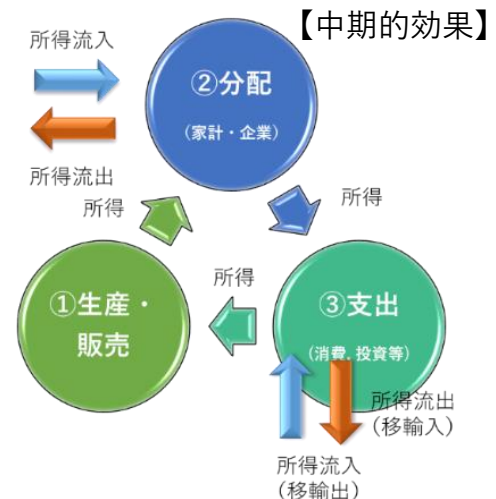 【中期的効果】
所得流入
②分配
(家計・企業)
所得流出
所得
所得
所得
①生産・
販売
③支出
(消費、投資等)
所得流出
(移輸入)
所得流入
(移輸出)